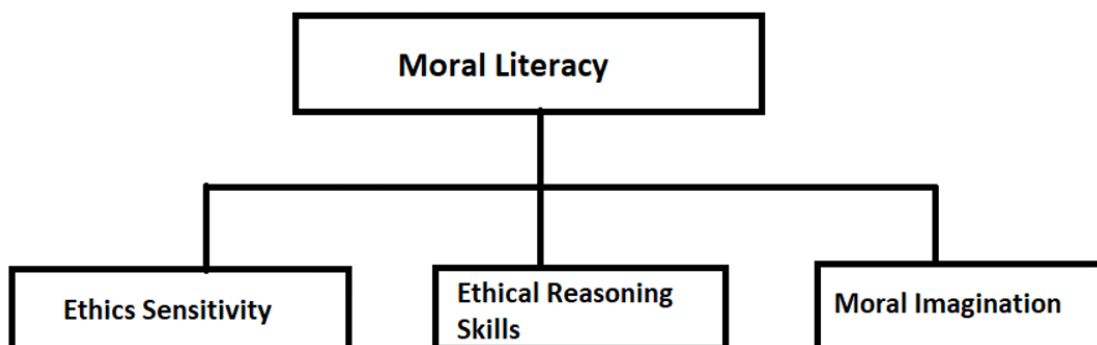 Moral Literacy
Ethics Sensitivity
Ethical Reasoning
Skills
Moral Imagination